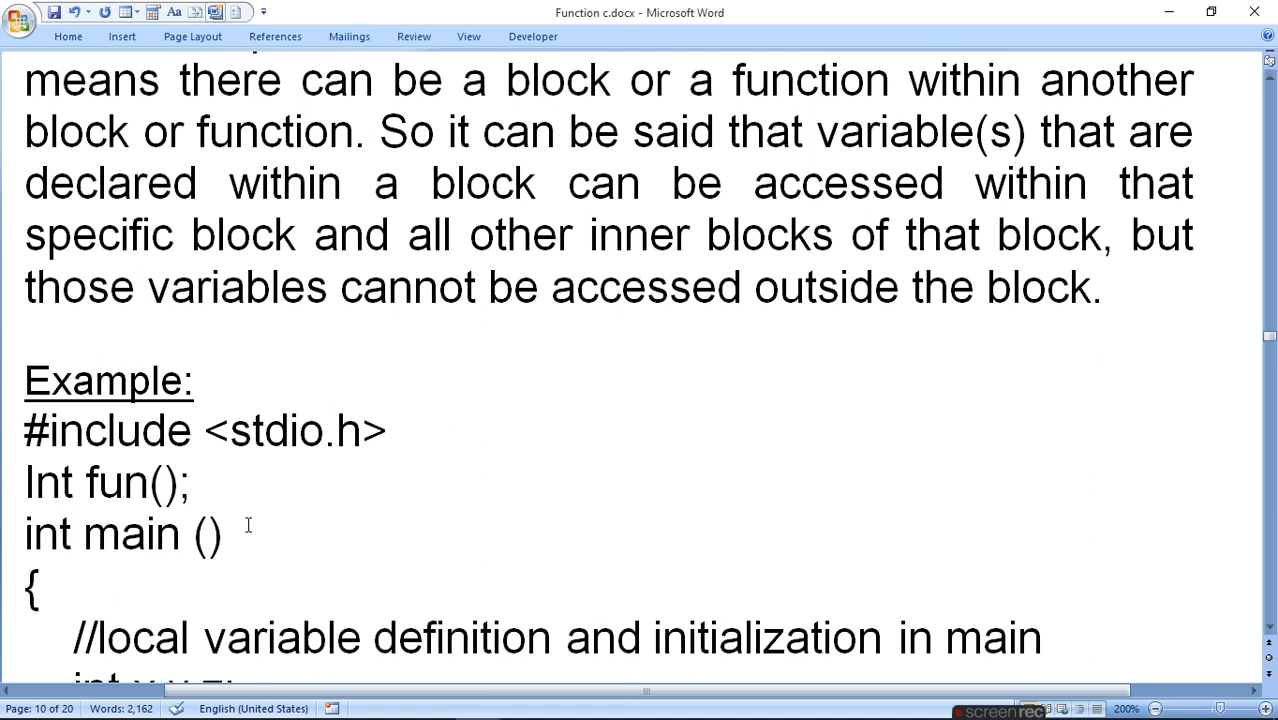 Function c.docx - Microsoft Word
Home Insert Page Layout References Mailings Review View Developer
means there can be a block or a function within another
block or function. So it can be said that variable(s) that are
declared within a block can be accessed within that
specific block and all other inner blocks of that block, but
those variables cannot be accessed outside the block.
Example:
#include <stdio.h>
Int fun();
int main ()
{
//local variable definition and initialization in main
Page: 10 of 20 Words: 2,162 English (United States) 200%
screenrec